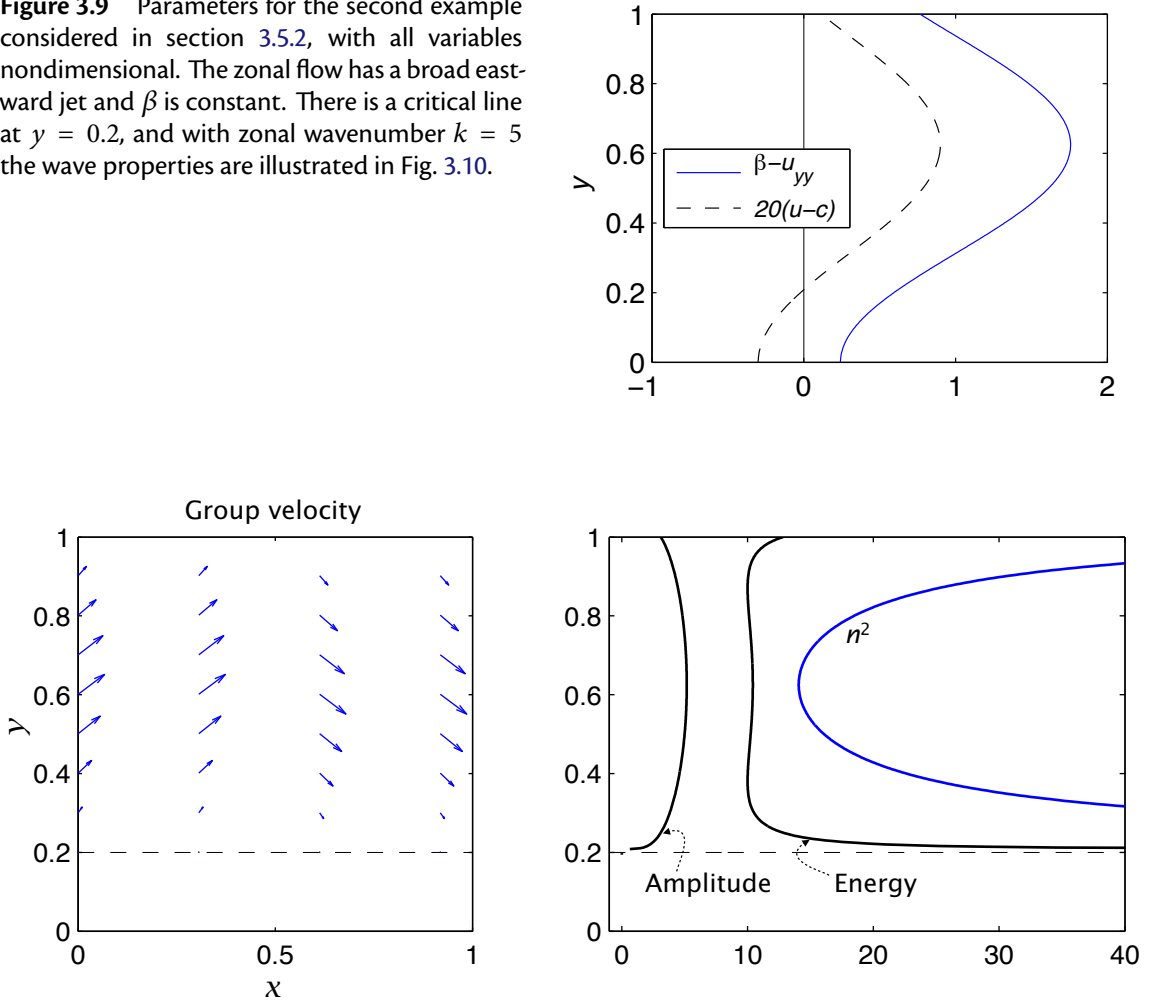 Figure 3.9 Parameters for the second example
considered in section 3.5.2, with all variables
nondimensional. The zonal flow has a broad east-
ward jet and β is constant. There is a critical line
at y = 0.2, and with zonal wavenumber k = 5
the wave properties are illustrated in Fig. 3.10.
1
0.8
0.6
0.4
0.2
0
y
β−u_yy
20(u−c)
−1 0 1 2
Group velocity
1
0.8
0.6
0.4
0.2
0
y
0 0.5 1
x
1
0.8
0.6
0.4
0.2
0
n²
Amplitude Energy
0 10 20 30 40